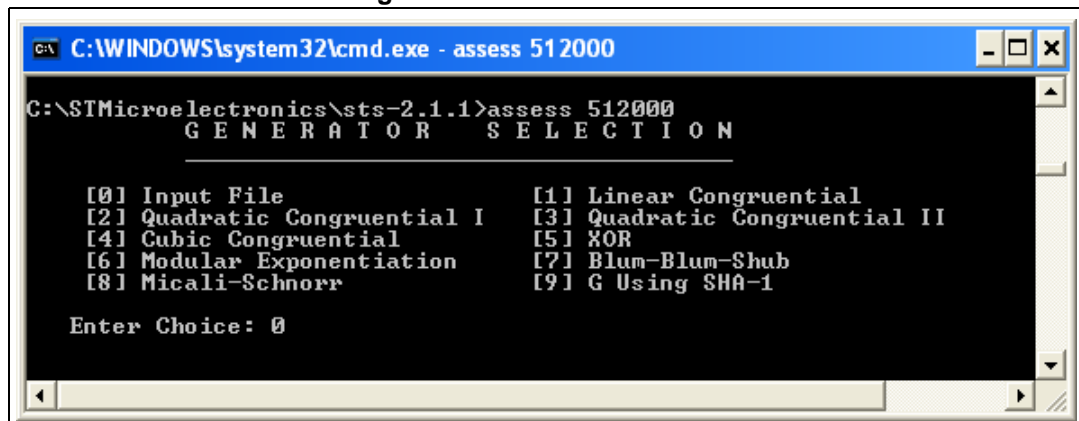 C:\WINDOWS\system32\cmd.exe - assess 512000
C:\STMicroelectronics\sts-2.1.1>assess 512000
G E N E R A T O R   S E L E C T I O N
[0] Input File   [1] Linear Congruential
[2] Quadratic Congruential I   [3] Quadratic Congruential II
[4] Cubic Congruential   [5] XOR
[6] Modular Exponentiation   [7] Blum-Blum-Shub
[8] Micali-Schnorr   [9] G Using SHA-1
Enter Choice: 0